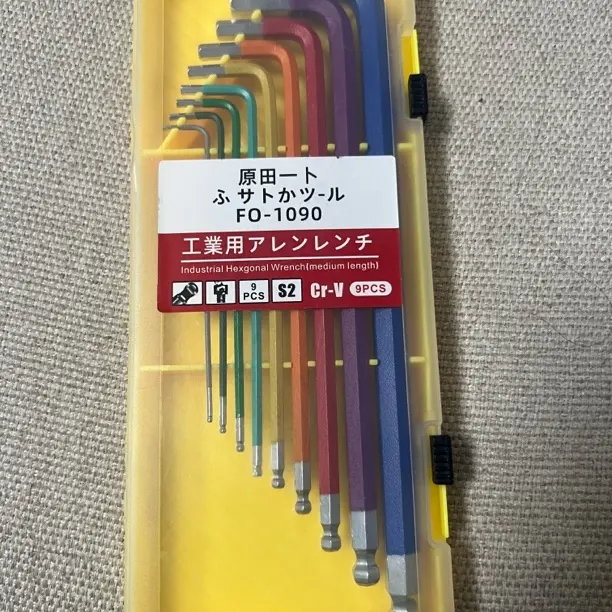 原田一ト
ふ サトかツ-ル
FO-1090
工業用アレンレンチ
Industrial Hexgonal Wrench(medium length)
9
PCS
S2
Cr-V
9PCS